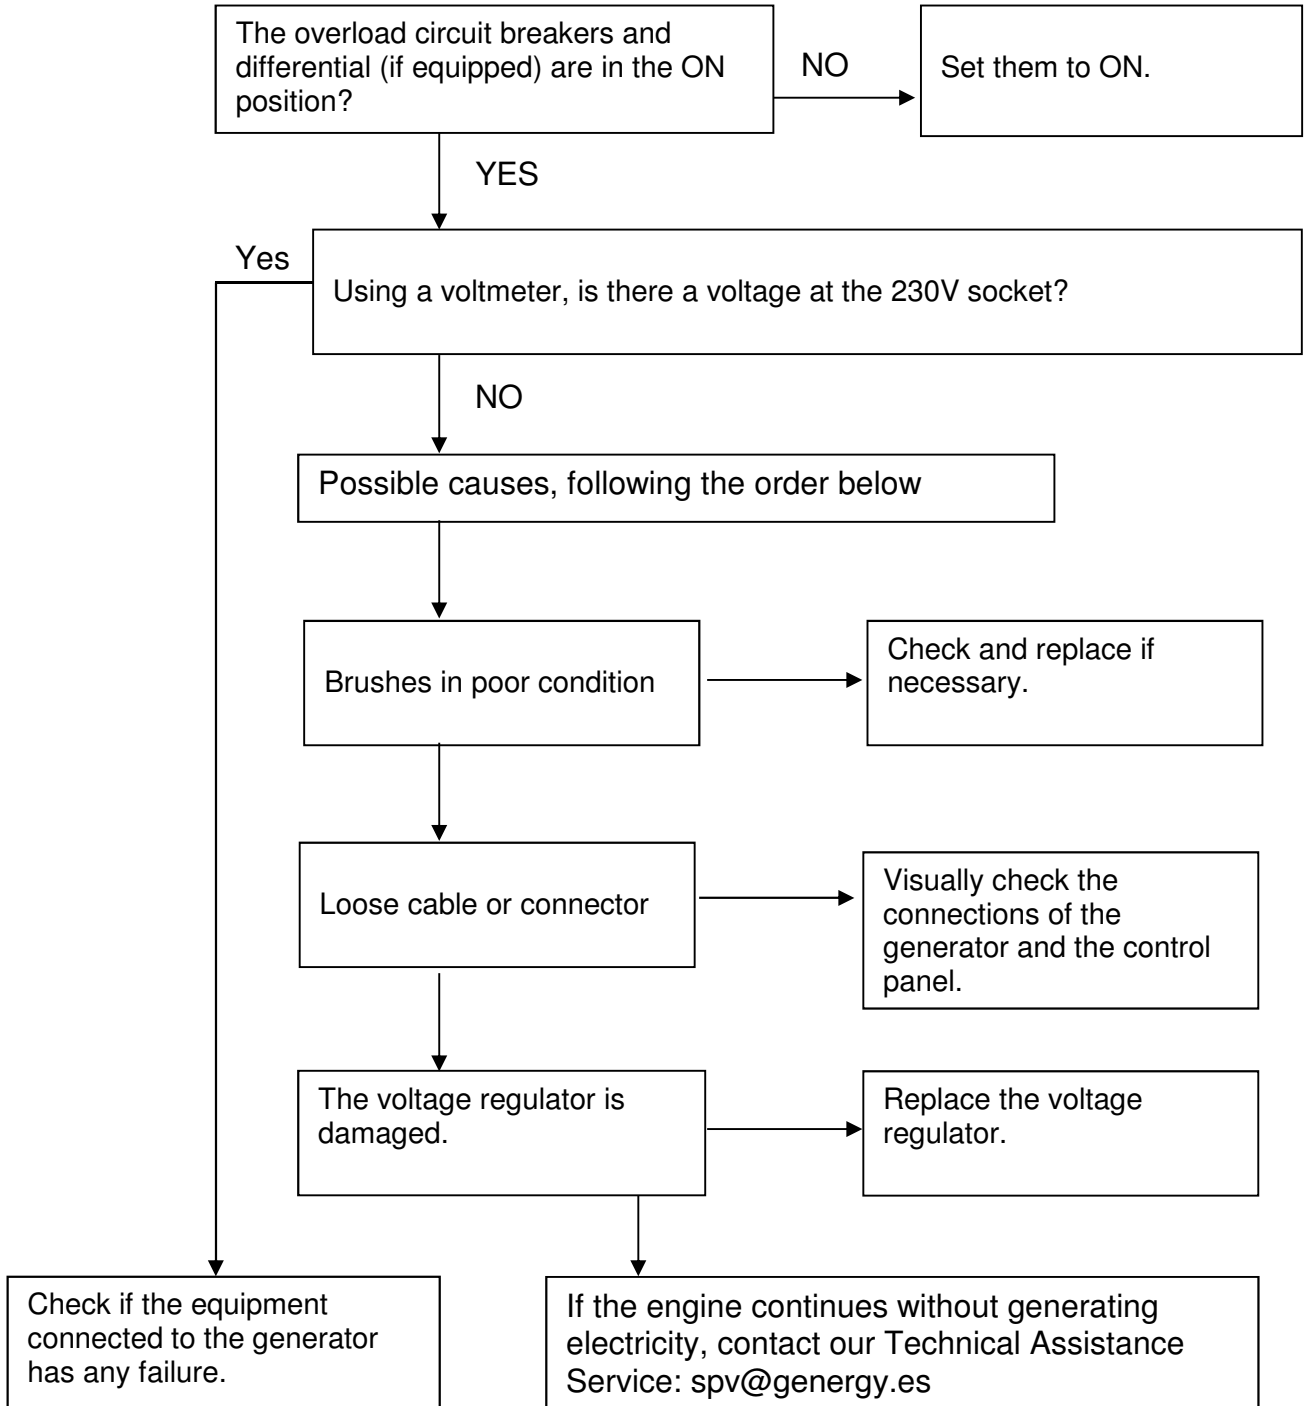 The overload circuit breakers and
differential (if equipped) are in the ON
position?
NO
Set them to ON.
YES
Yes
Using a voltmeter, is there a voltage at the 230V socket?
NO
Possible causes, following the order below
Brushes in poor condition
Check and replace if
necessary.
Loose cable or connector
Visually check the
connections of the
generator and the control
panel.
The voltage regulator is
damaged.
Replace the voltage
regulator.
Check if the equipment
connected to the generator
has any failure.
If the engine continues without generating
electricity, contact our Technical Assistance
Service: spv@genergy.es